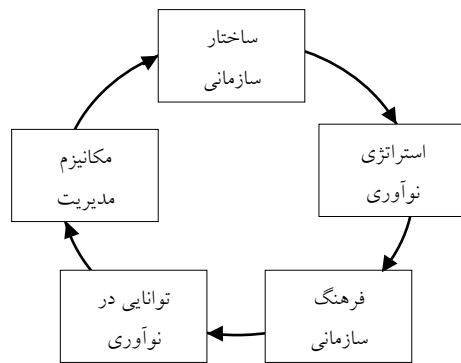 ساختار
سازمانی
استراتژی
نوآوری
فرهنگ
سازمانی
توانایی در
نوآوری
مکانیزم
مدیریت